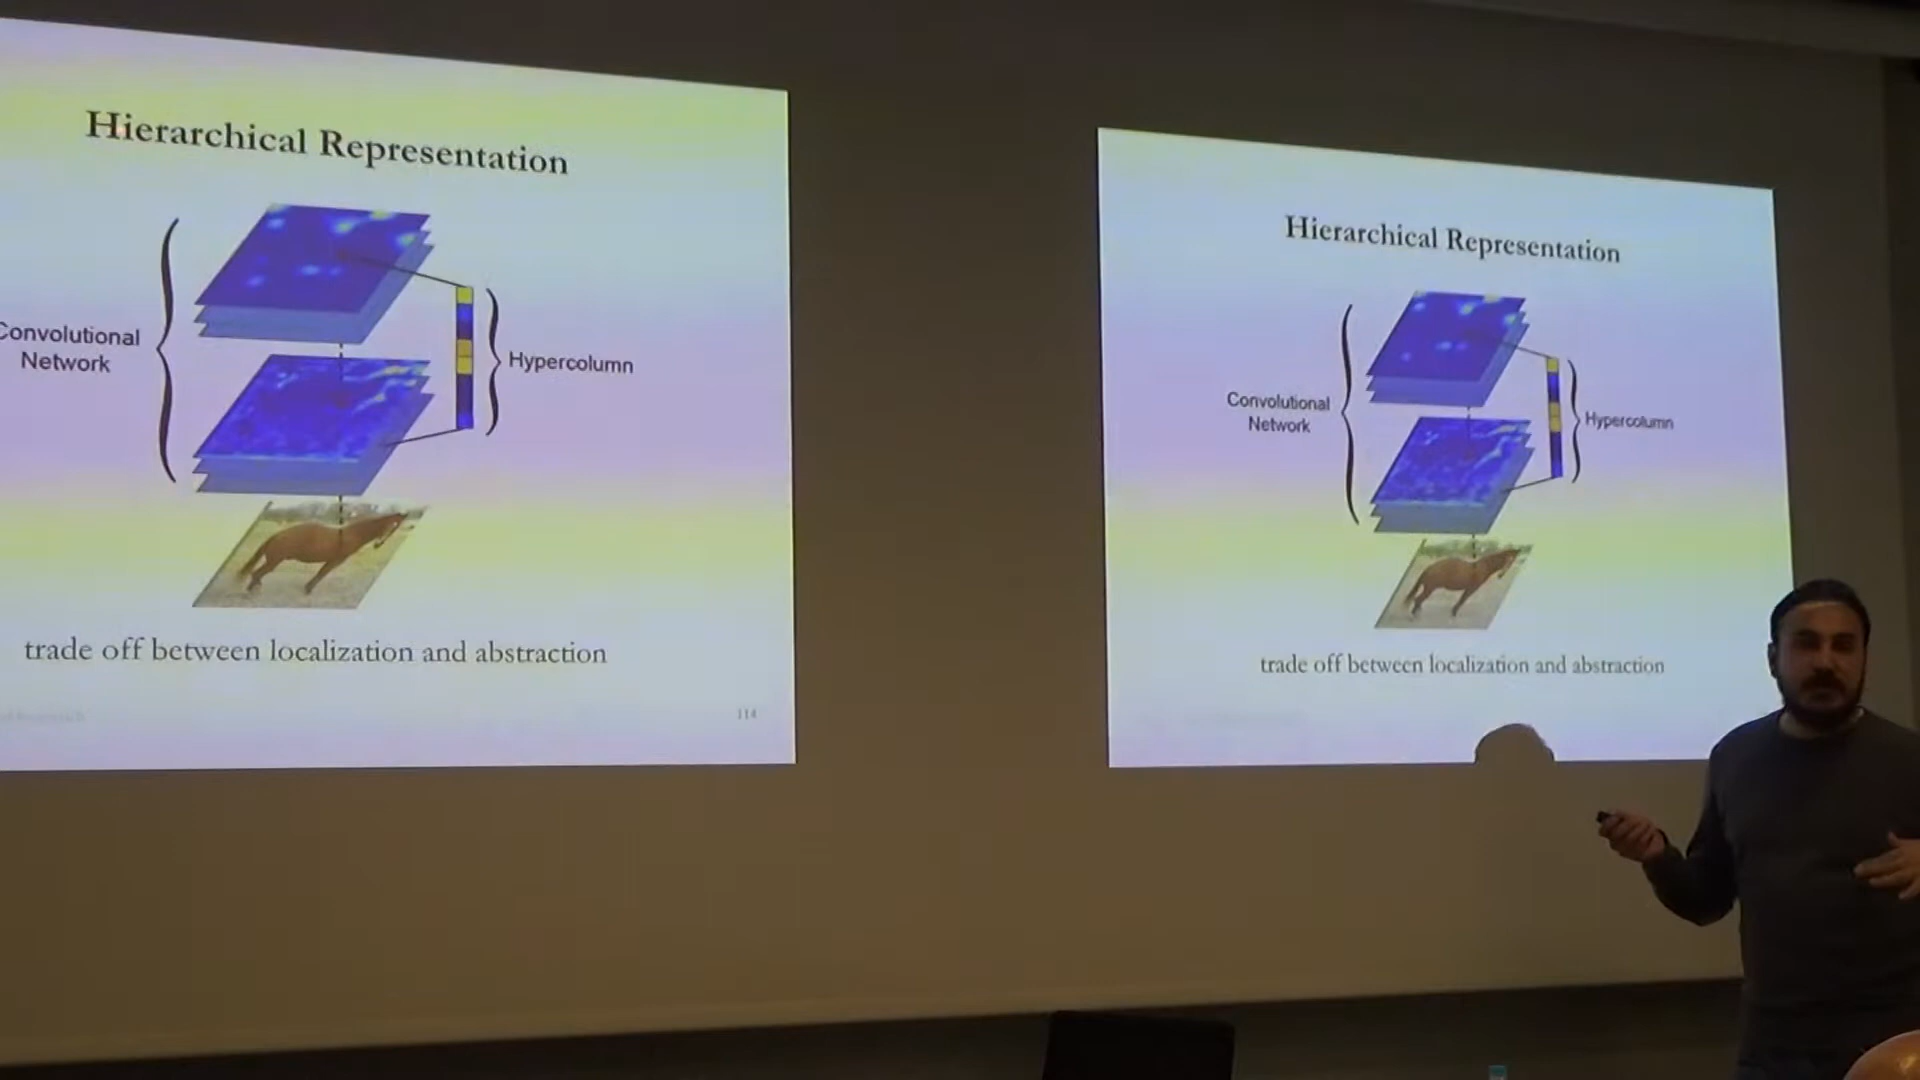 Hierarchical Representation
Convolutional
Network
Hypercolumn
trade off between localization and abstraction
114
Hierarchical Representation
Convolutional
Network
Hypercolumn
trade off between localization and abstraction